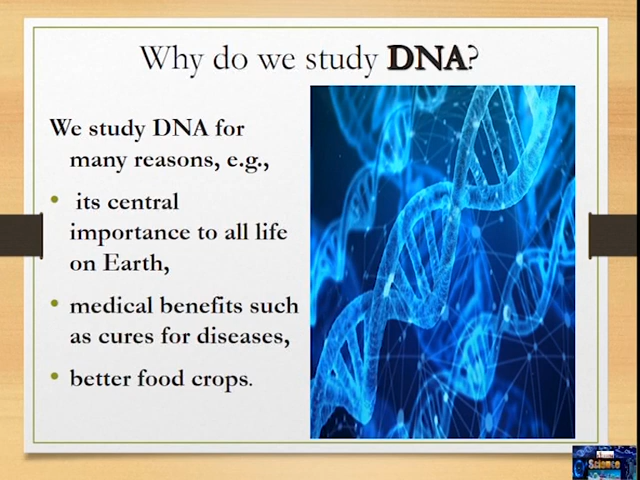 Why do we study DNA?
We study DNA for
many reasons, e.g.,
• its central
importance to all life
on Earth,
• medical benefits such
as cures for diseases,
• better food crops.
Science